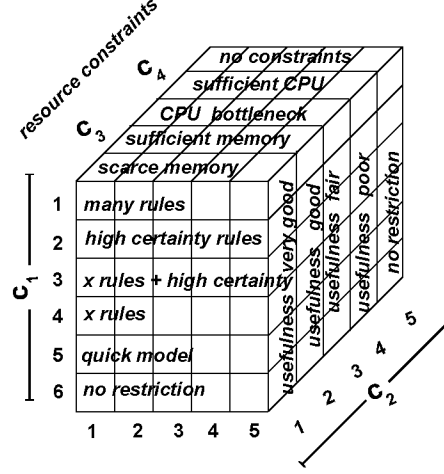 resource constraints
C4
C3
no constraints
sufficient CPU
CPU bottleneck
sufficient memory
scarce memory
C1
1 many rules
2 high certainty rules
3 x rules + high certainty
4 x rules
5 quick model
6 no restriction
usefulness very good
usefulness good
usefulness fair
usefulness poor
no restriction
1 2 3 4 5
1 2 3 4 5
C2